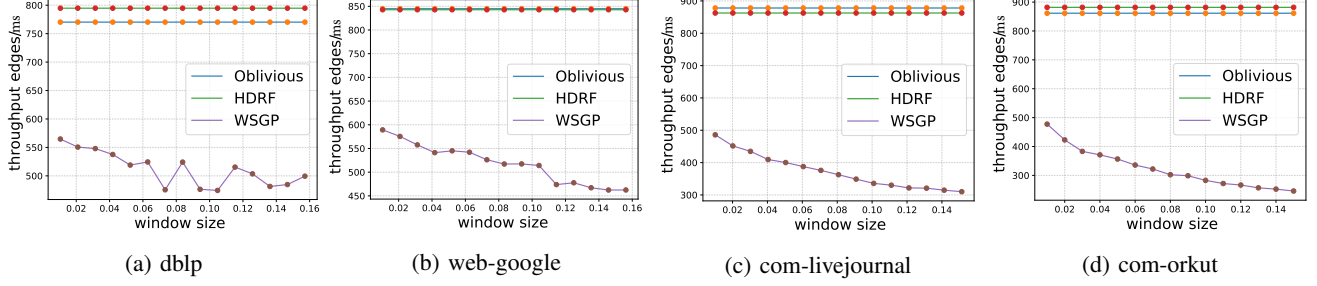 throughput edges/ms
800
750
700
650
600
550
500
Oblivious
HDRF
WSGP
0.02 0.04 0.06 0.08 0.10 0.12 0.14 0.16
window size
(a) dblp
throughput edges/ms
850
800
750
700
650
600
550
500
450
Oblivious
HDRF
WSGP
0.02 0.04 0.06 0.08 0.10 0.12 0.14 0.16
window size
(b) web-google
throughput edges/ms
900
800
700
600
500
400
300
Oblivious
HDRF
WSGP
0.02 0.04 0.06 0.08 0.10 0.12 0.14
window size
(c) com-livejournal
throughput edges/ms
900
800
700
600
500
400
300
Oblivious
HDRF
WSGP
0.02 0.04 0.06 0.08 0.10 0.12 0.14
window size
(d) com-orkut